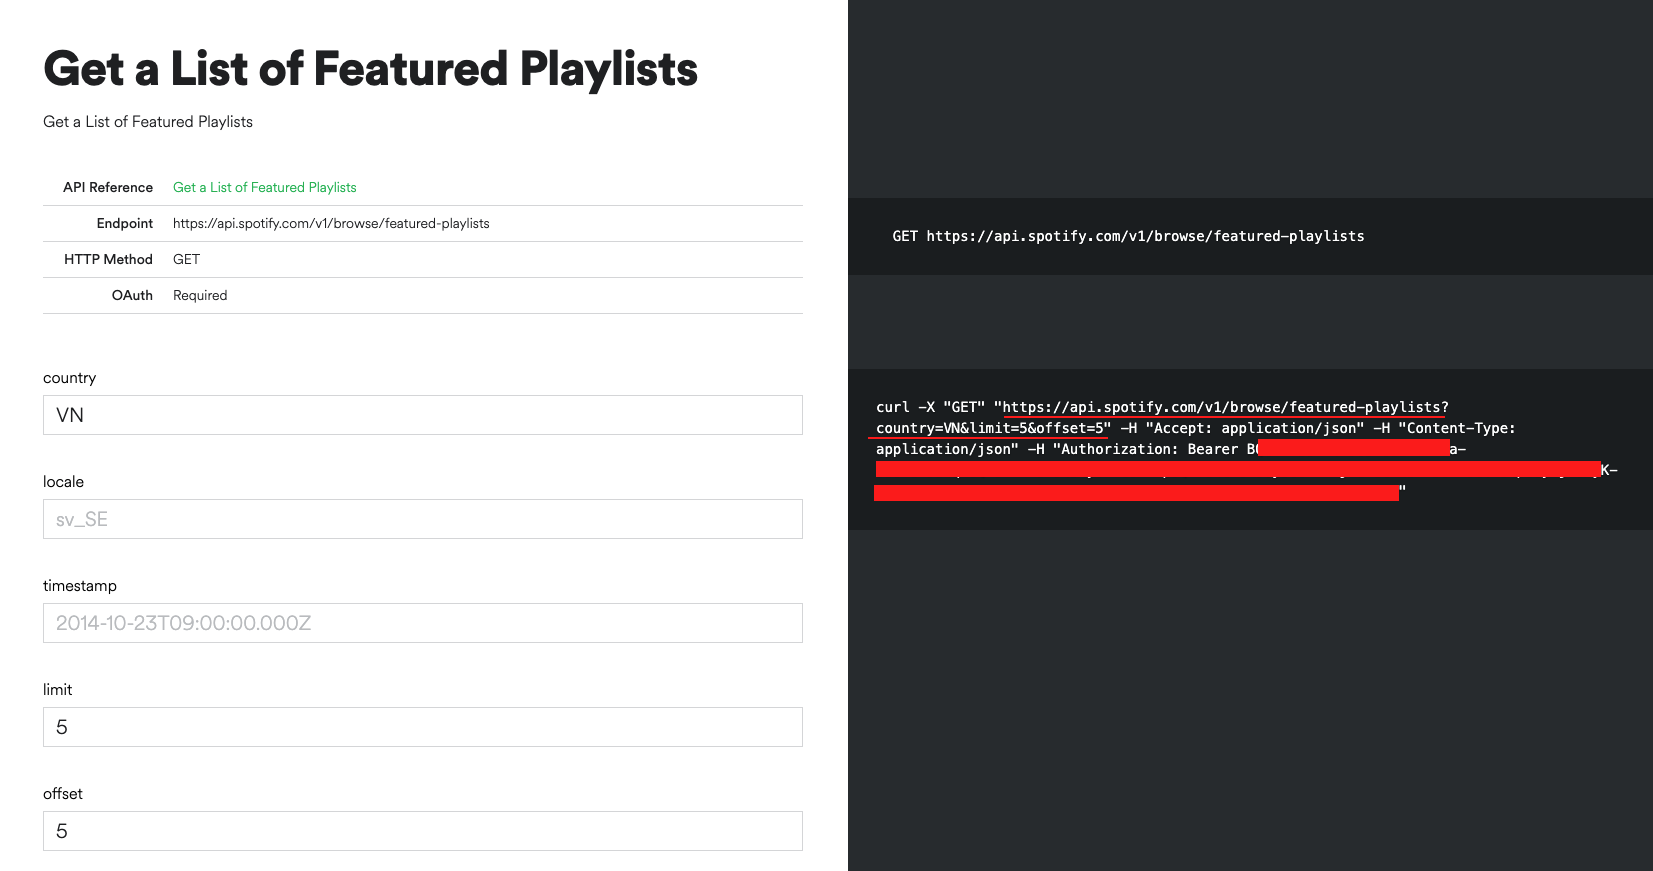 Get a List of Featured Playlists
Get a List of Featured Playlists
API Reference Get a List of Featured Playlists
Endpoint https://api.spotify.com/v1/browse/featured-playlists
HTTP Method GET
OAuth Required
country
VN
locale
sv_SE
timestamp
2014-10-23T09:00:00.000Z
limit
5
offset
5
GET https://api.spotify.com/v1/browse/featured-playlists
curl -X "GET" "https://api.spotify.com/v1/browse/featured-playlists?
country=VN&limit=5&offset=5" -H "Accept: application/json" -H "Content-Type:
application/json" -H "Authorization: Bearer a-
K-
"